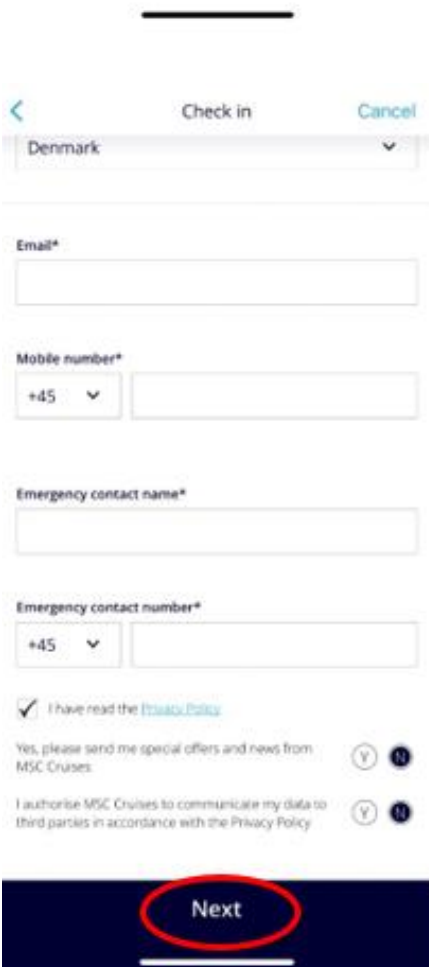 Check in
Cancel
Denmark
Email*
Mobile number*
+45
Emergency contact name*
Emergency contact number*
+45
I have read the Privacy Policy
Yes, please send me special offers and news from
MSC Cruises
Y
N
I authorise MSC Cruises to communicate my data to
third parties in accordance with the Privacy Policy
Y
N
Next